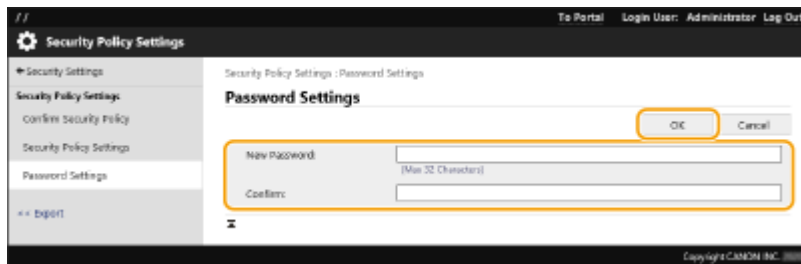 //
To Portal Login User: Administrator Log Out
Security Policy Settings
Security Settings
Security Policy Settings : Password Settings
Security Policy Settings
Password Settings
Confirm Security Policy
OK Cancel
Security Policy Settings
New Password:
(Max 32 Characters)
Password Settings
Confirm:
<< Export
Copyright CANON INC.